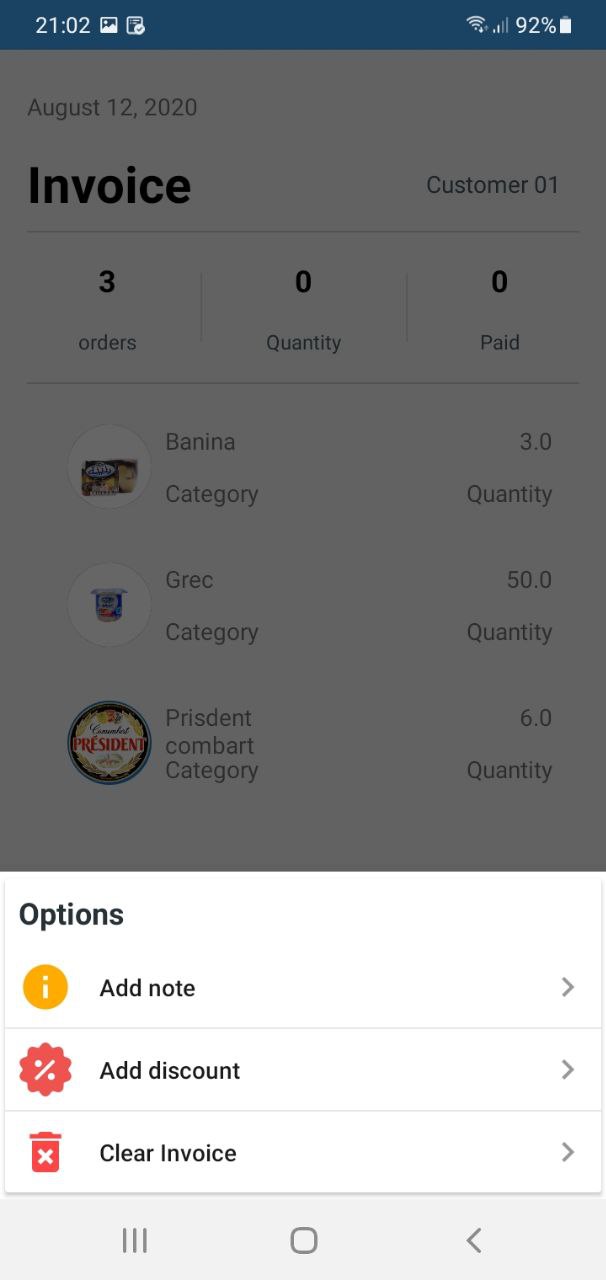 21:02 92%
August 12, 2020
Invoice Customer 01
3 0 0
orders Quantity Paid
Banina 3.0
Category Quantity
Grec 50.0
Category Quantity
Prisdent 6.0
combart
Category Quantity
Camembert
PRÉSIDENT
Options
Add note
Add discount
Clear Invoice